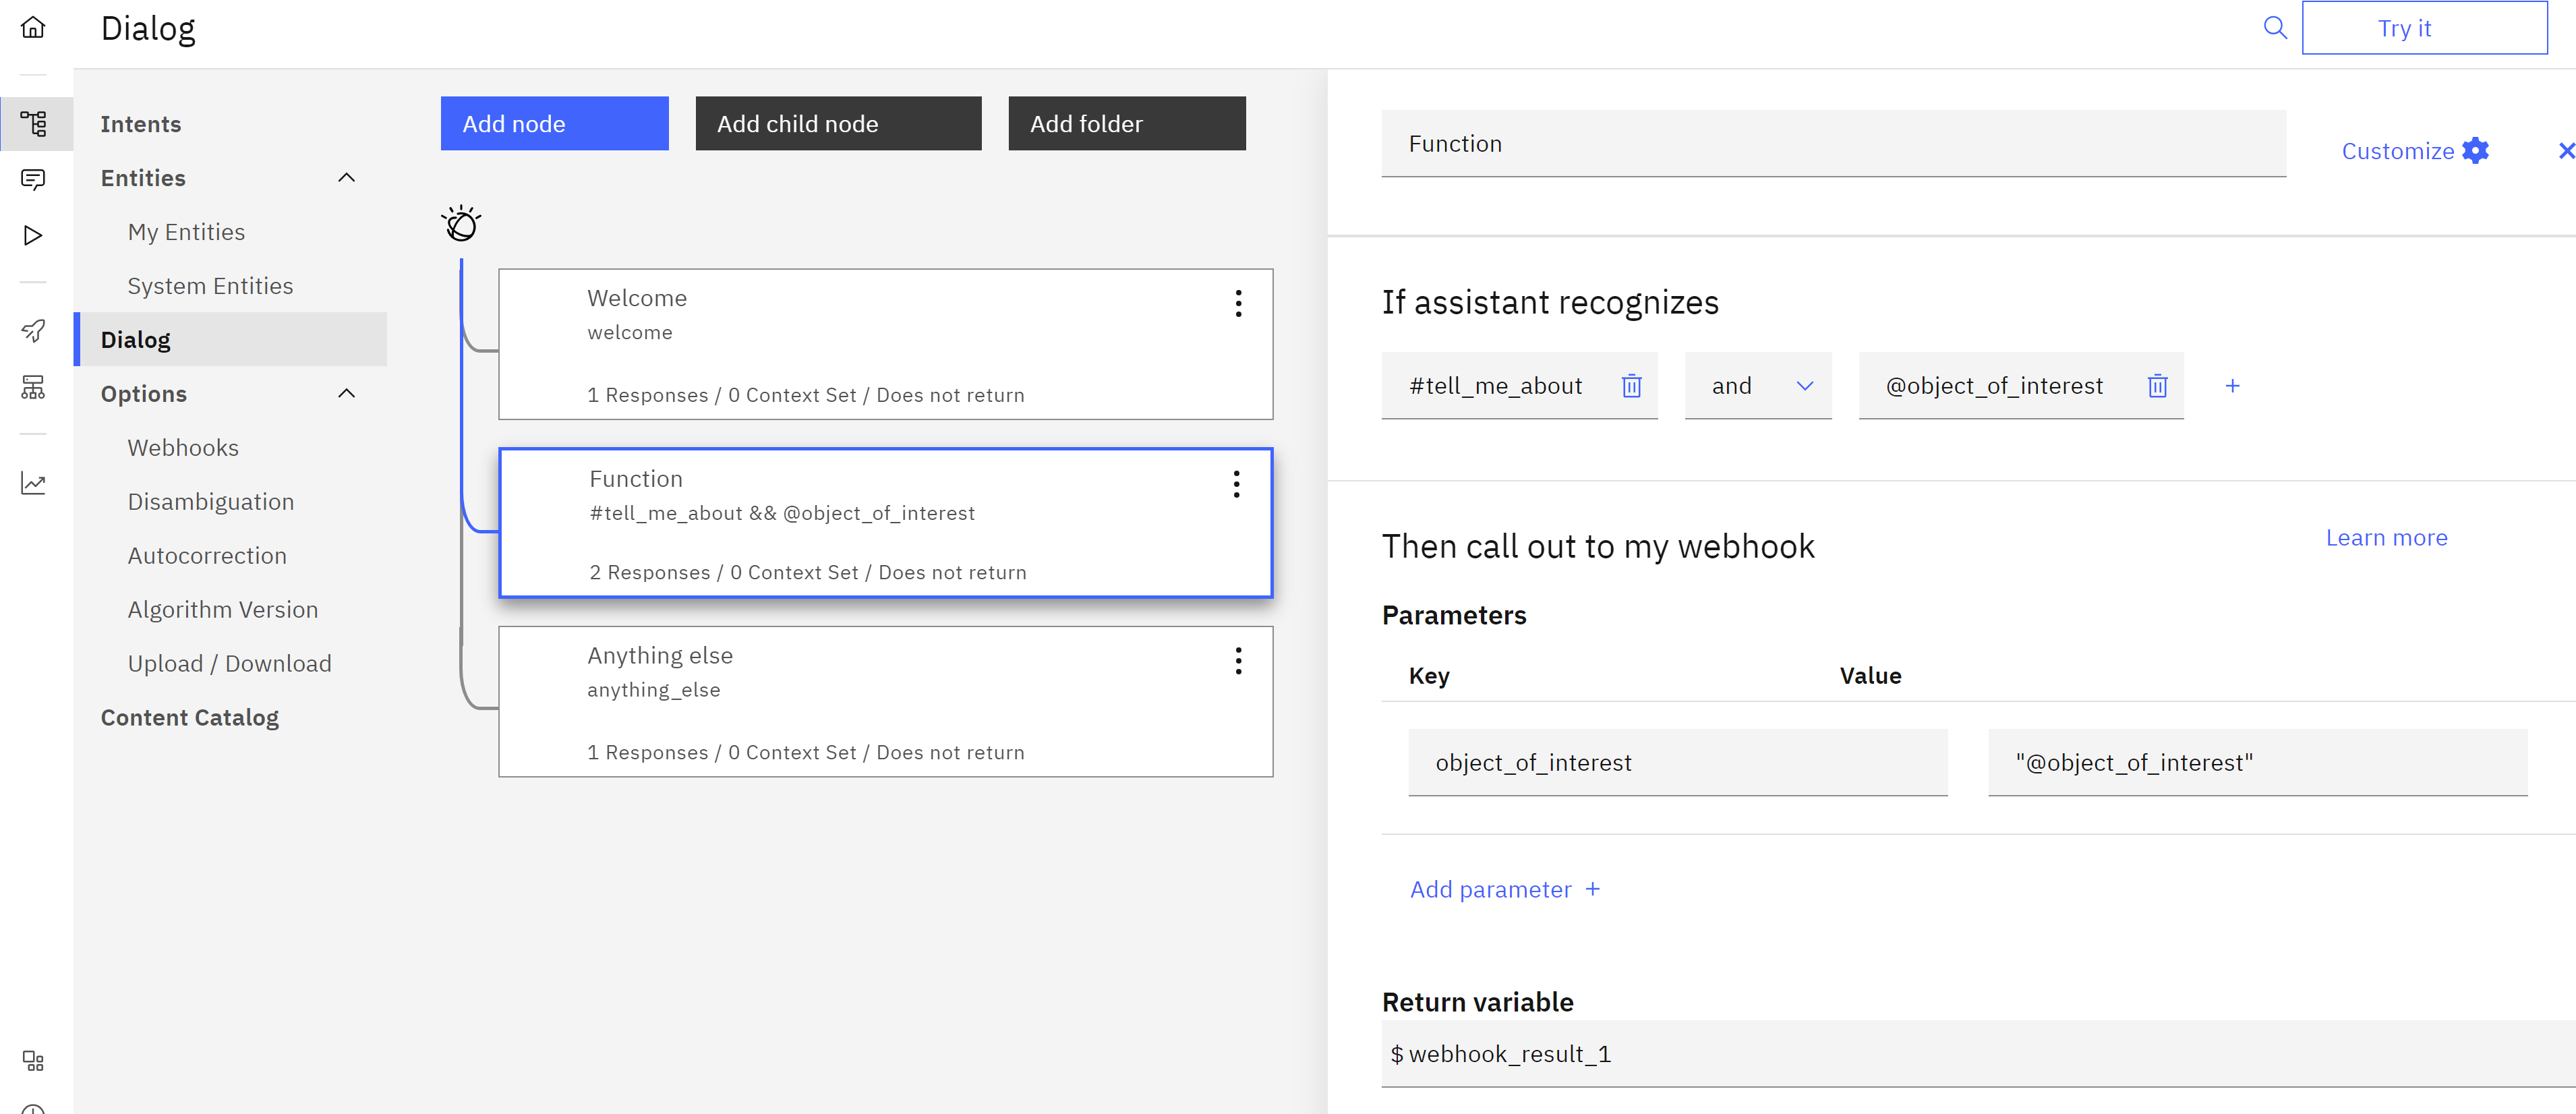 Dialog
Try it
Intents
Entities
My Entities
System Entities
Dialog
Options
Webhooks
Disambiguation
Autocorrection
Algorithm Version
Upload / Download
Content Catalog
Add node
Add child node
Add folder
Welcome
welcome
1 Responses / 0 Context Set / Does not return
Function
#tell_me_about && @object_of_interest
2 Responses / 0 Context Set / Does not return
Anything else
anything_else
1 Responses / 0 Context Set / Does not return
Function
Customize
If assistant recognizes
#tell_me_about and @object_of_interest +
Then call out to my webhook
Learn more
Parameters
Key Value
object_of_interest "@object_of_interest"
Add parameter +
Return variable
$ webhook_result_1